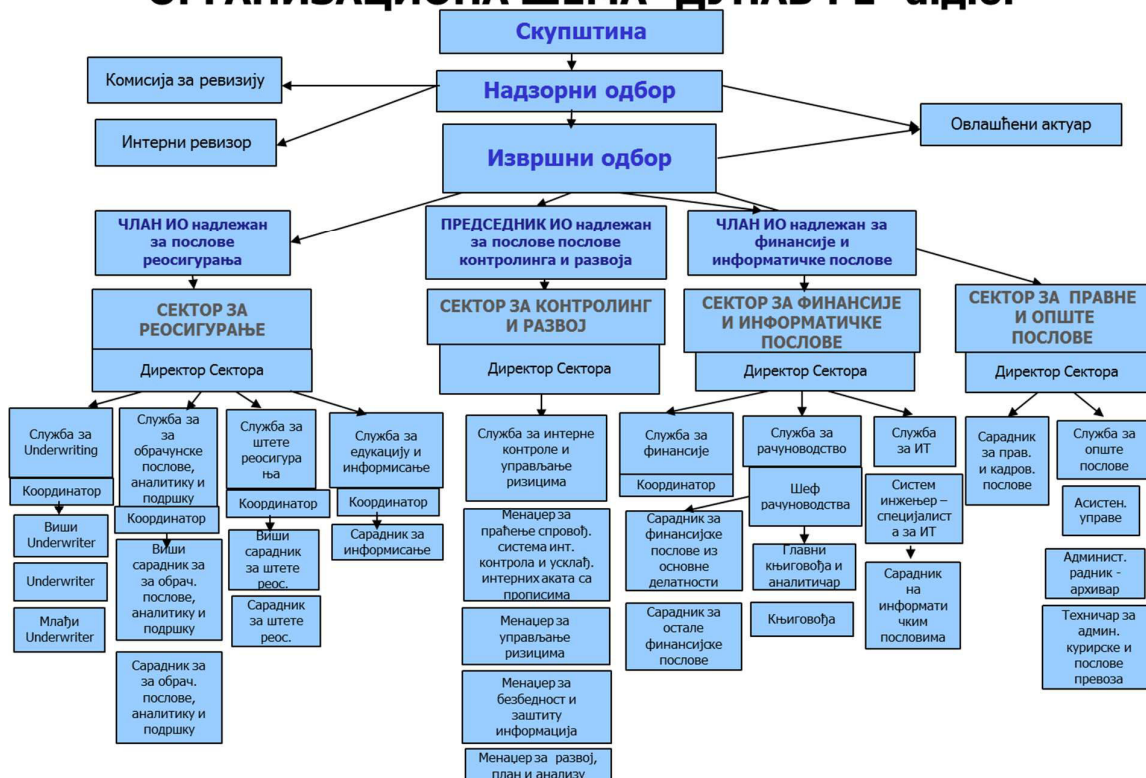 ОРГАНИЗАЦИОНА ШЕМА "ДУНАВ РЕ" а.д.о.
Скупштина
Комисија за ревизију
Надзорни одбор
Интерни ревизор
Овлашћени актуар
Извршни одбор
ЧЛАН ИО надлежан
за послове
реосигурања
ПРЕДСЕДНИК ИО надлежан
за послове послове
контролинга и развоја
ЧЛАН ИО надлежан за
финансије и
информатичке послове
СЕКТОР ЗА
РЕОСИГУРАЊЕ
Директор Сектора
СЕКТОР ЗА КОНТРОЛИНГ
И РАЗВОЈ
Директор Сектора
СЕКТОР ЗА ФИНАНСИЈЕ
И ИНФОРМАТИЧКЕ
ПОСЛОВЕ
Директор Сектора
СЕКТОР ЗА ПРАВНЕ
И ОПШТЕ
ПОСЛОВЕ
Директор Сектора
Служба за
Underwriting
Координатор
Виши
Underwriter
Underwriter
Млађи
Underwriter
Служба за
за
обрачунске
послове,
аналитику и
подршку
Координатор
Виши
сарадник за
за обрач.
послове,
аналитику и
подршку
Сарадник за
за обрач.
послове,
аналитику и
подршку
Служба за
штете
реосигура
ња
Координатор
Виши
сарадник
за штете
реос.
Сарадник
за штете
реос.
Служба за
едукацију и
информисање
Координатор
Сарадник за
информисање
Служба за интерне
контроле и
управљање
ризицима
Менаџер за
праћење спровођ.
система инт.
контрола и усклађ.
интерних аката са
прописима
Менаџер за
управљање
ризицима
Менаџер за
безбедност и
заштиту
информација
Менаџер за развој,
план и анализу
Служба за
финансије
Координатор
Сарадник за
финансијске
послове из
основне
делатности
Сарадник за
остале
финансијске
послове
Служба за
рачуноводство
Шеф
рачуноводства
Главни
књиговођа и
аналитичар
Књиговођа
Служба
за ИТ
Систем
инжењер –
специјалист
а за ИТ
Сарадник
на
информати
чким
пословима
Сарадник
за прав.
и кадров.
послове
Служба за
опште
послове
Асистен.
управе
Админист.
радник -
архивар
Техничар за
админ.
курирске и
послове
превоза